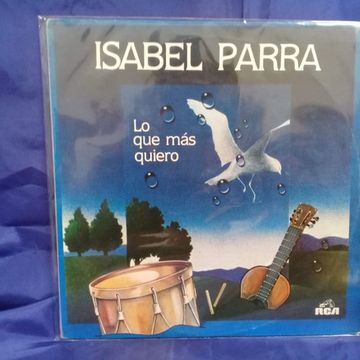 ISABEL PARRA
Lo
que más
quiero
RCA